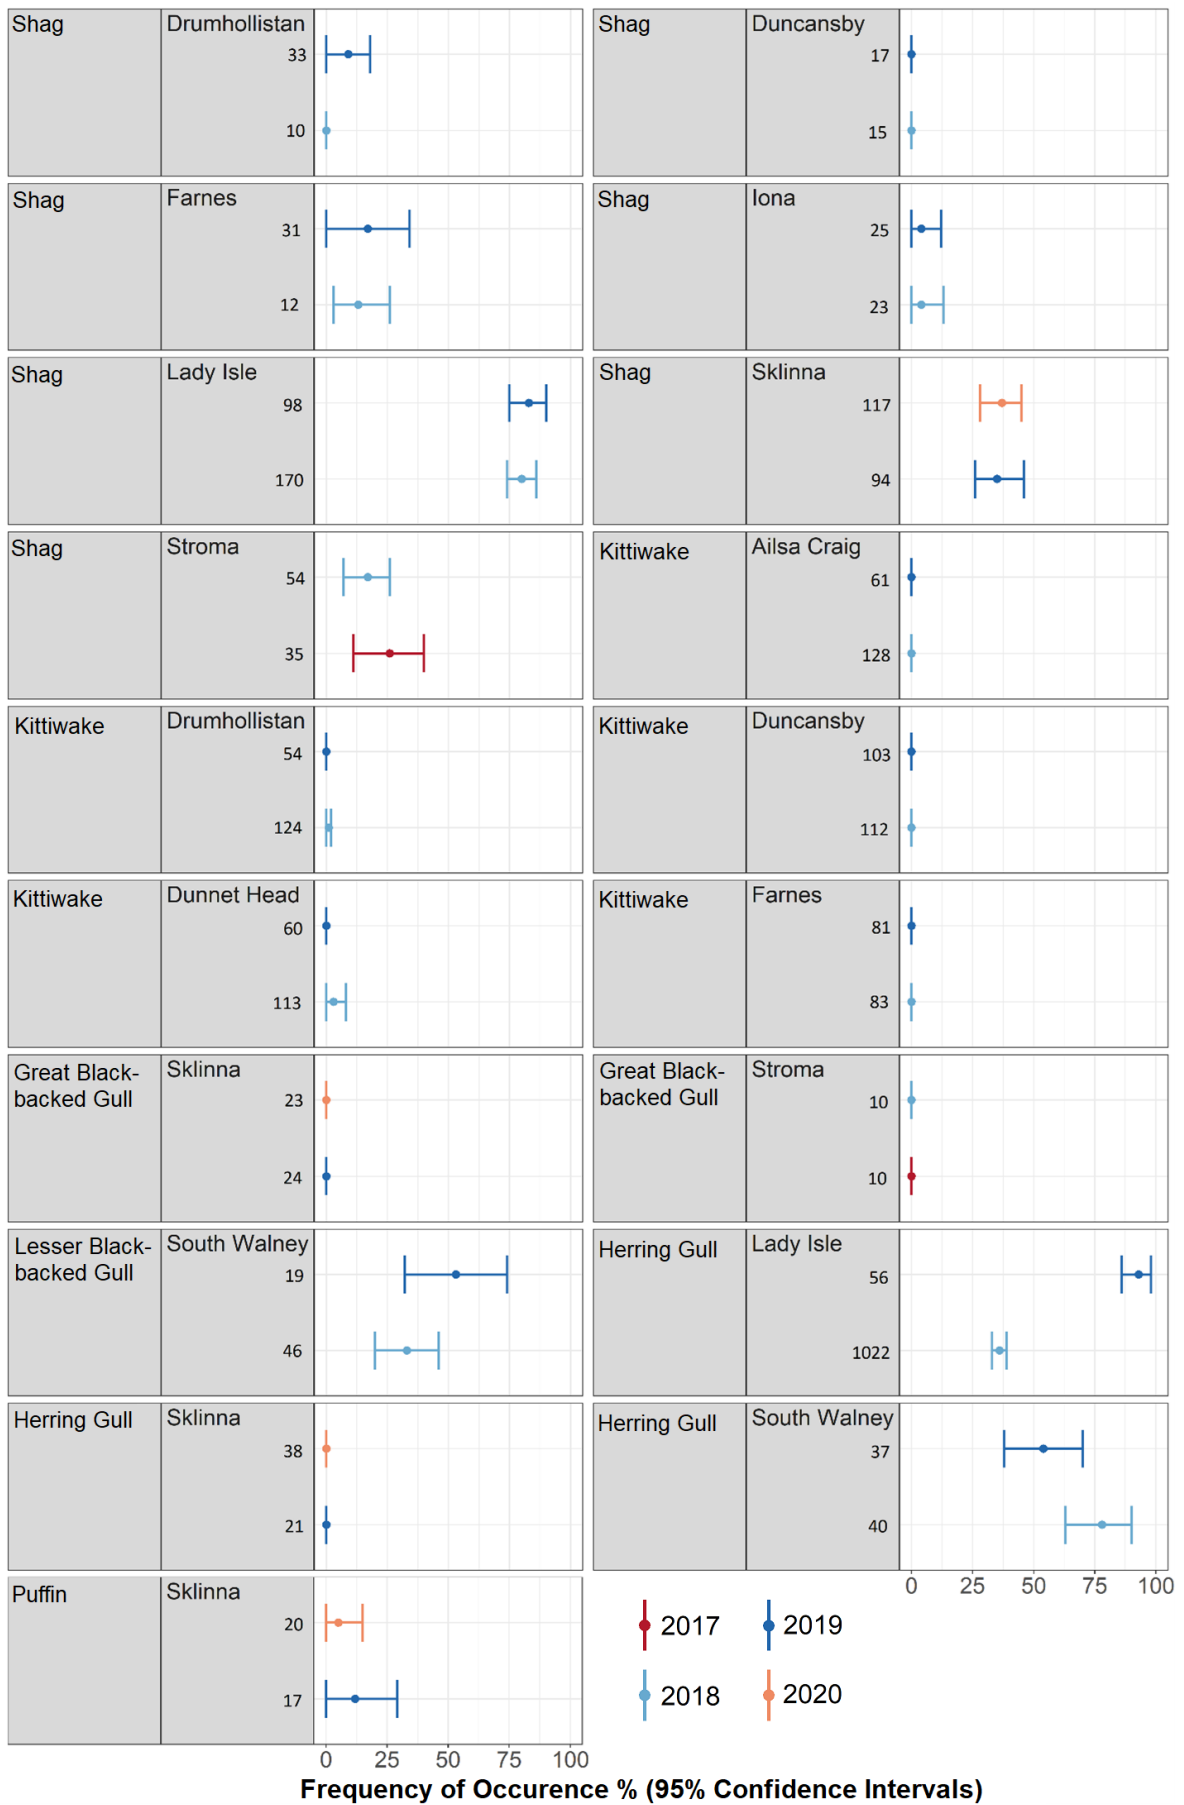 Shag Drumhollistan
33
10
Shag Duncansby
17
15
Shag Farnes
31
12
Shag Iona
25
23
Shag Lady Isle
98
170
Shag Sklinna
117
94
Shag Stroma
54
35
Kittiwake Ailsa Craig
61
128
Kittiwake Drumhollistan
54
124
Kittiwake Duncansby
103
112
Kittiwake Dunnet Head
60
113
Kittiwake Farnes
81
83
Great Black- Sklinna
backed Gull
23
24
Great Black- Stroma
backed Gull
10
10
Lesser Black- South Walney
backed Gull
19
46
Herring Gull Lady Isle
56
1022
Herring Gull Sklinna
38
21
Herring Gull South Walney
37
40
0 25 50 75 100
Puffin Sklinna
20
17
0 25 50 75 100
2017 2019
2018 2020
Frequency of Occurence % (95% Confidence Intervals)